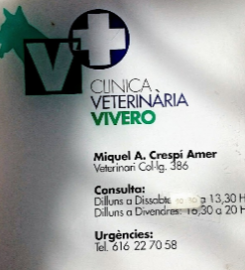 V+
CLINICA
VETERINÀRIA
VIVERO
Miquel A. Crespí Amer
Veterinari Col·lg. 386
Consulta:
Dilluns a Dissabte a 13,30 H
Dilluns a Divendres 16,30 a 20 H
Urgències:
Tel. 616 22 70 58